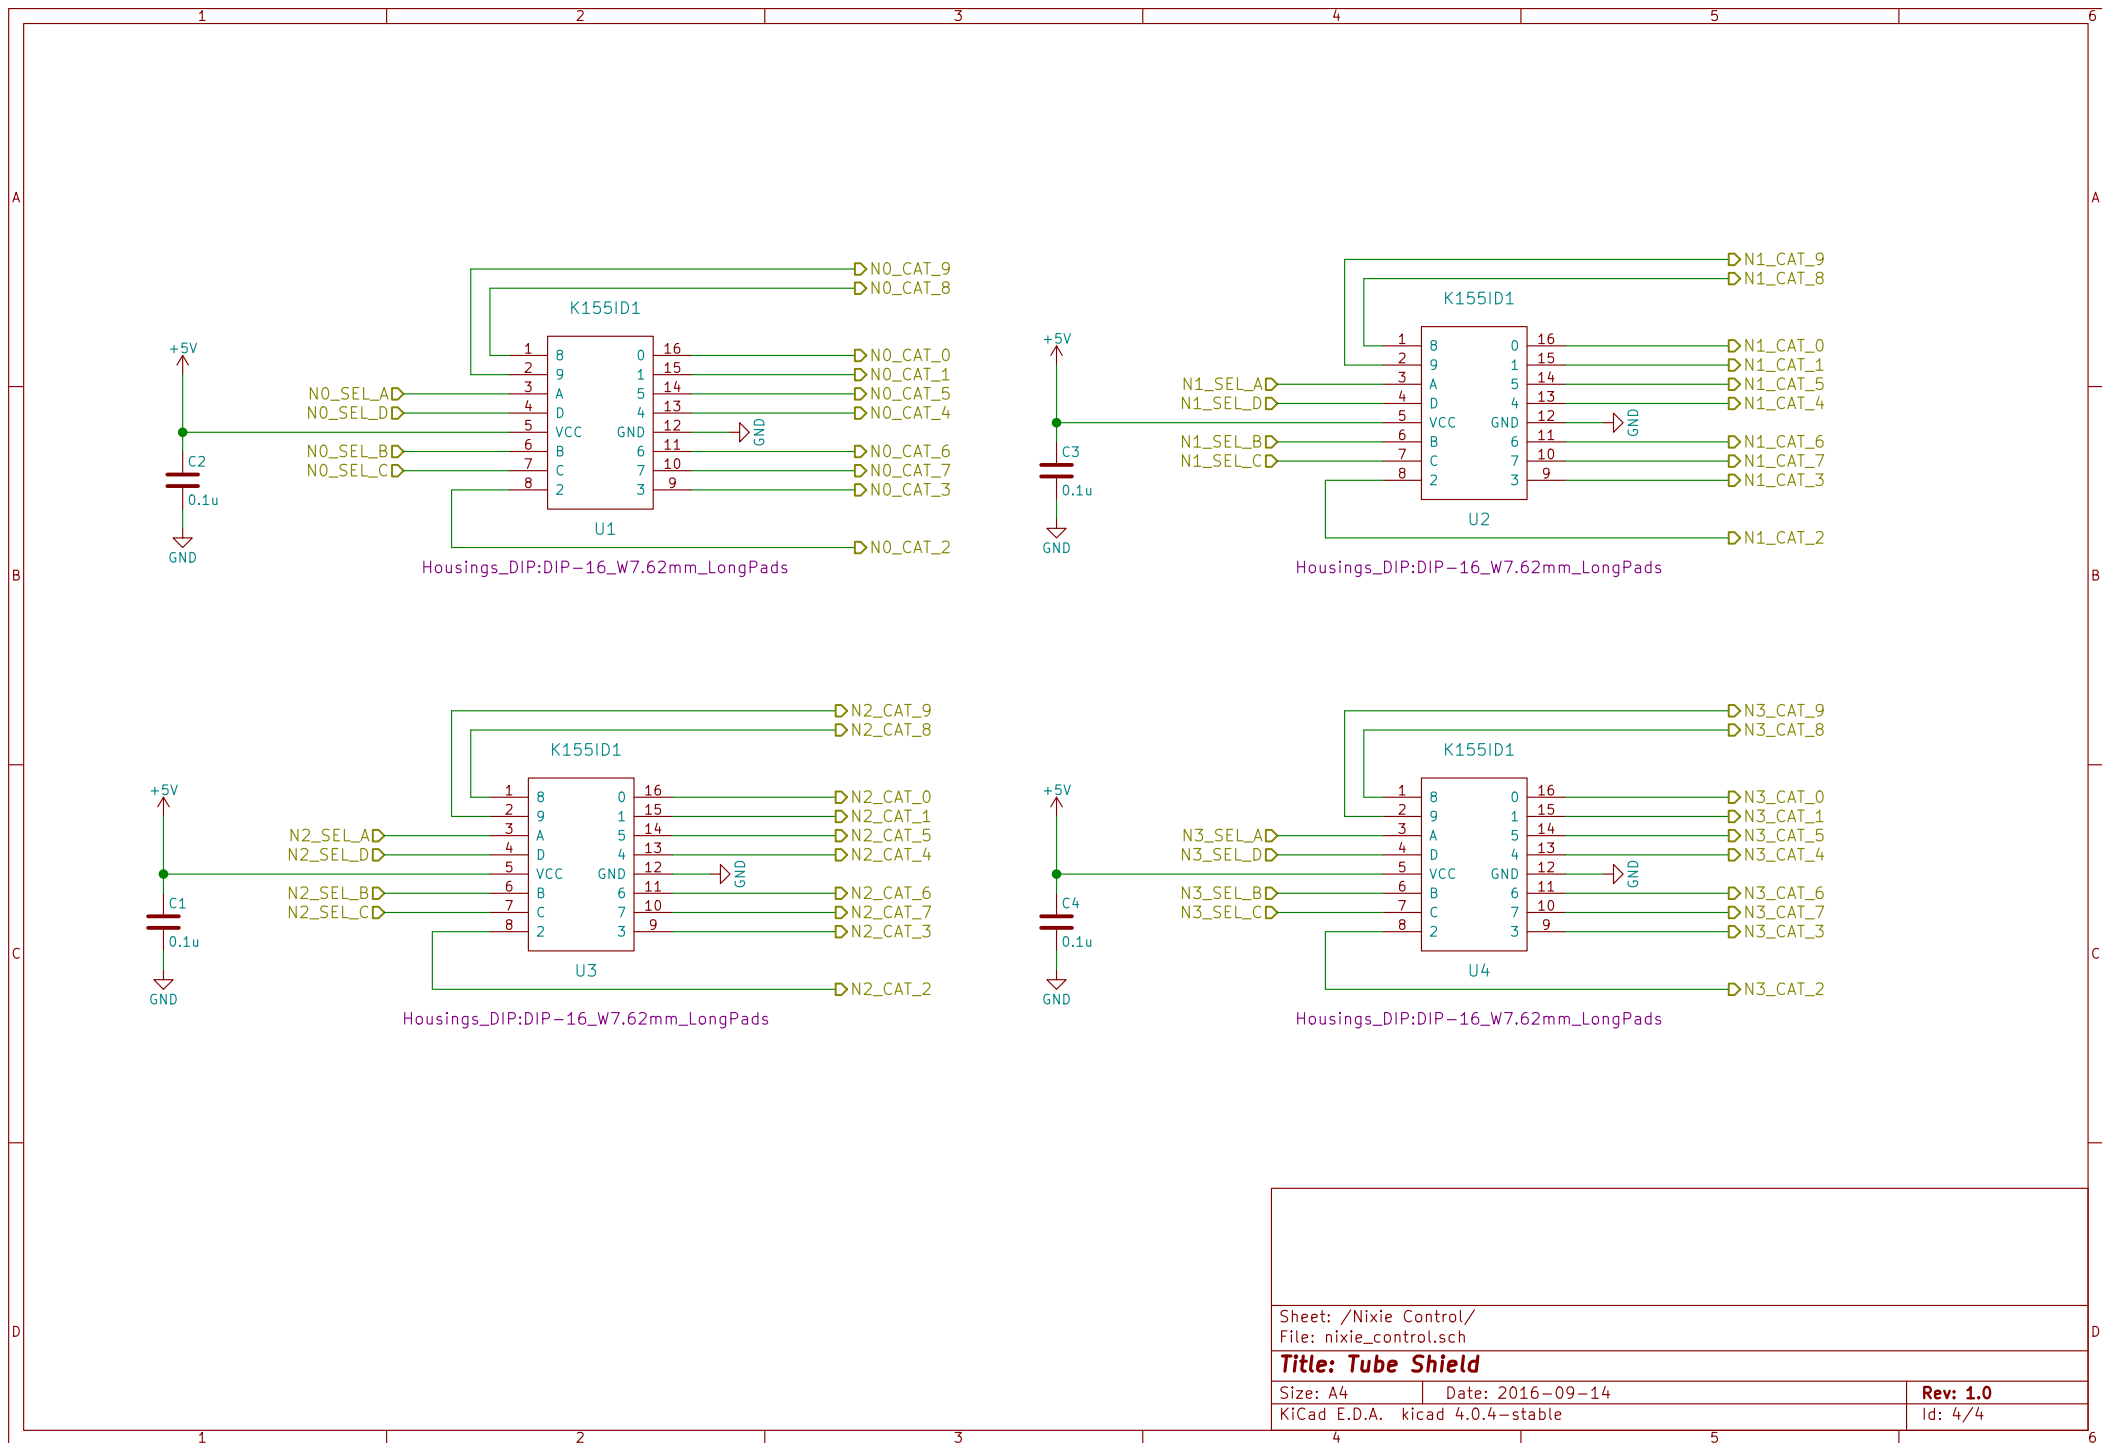 1 2 3 4 5 6
A A
B B
C C
D D
1 2 3 4 5 6
N0_CAT_9
N0_CAT_8
K155ID1
+5V
1 8 0 16 N0_CAT_0
2 9 1 15 N0_CAT_1
N0_SEL_A 3 A 5 14 N0_CAT_5
N0_SEL_D 4 D 4 13 N0_CAT_4
5 VCC GND 12 GND
N0_SEL_B 6 B 6 11 N0_CAT_6
N0_SEL_C 7 C 7 10 N0_CAT_7
8 2 3 9 N0_CAT_3
C2
0.1u
GND
U1
N0_CAT_2
Housings_DIP:DIP-16_W7.62mm_LongPads
N1_CAT_9
N1_CAT_8
K155ID1
+5V
1 8 0 16 N1_CAT_0
2 9 1 15 N1_CAT_1
N1_SEL_A 3 A 5 14 N1_CAT_5
N1_SEL_D 4 D 4 13 N1_CAT_4
5 VCC GND 12 GND
N1_SEL_B 6 B 6 11 N1_CAT_6
N1_SEL_C 7 C 7 10 N1_CAT_7
8 2 3 9 N1_CAT_3
C3
0.1u
GND
U2
N1_CAT_2
Housings_DIP:DIP-16_W7.62mm_LongPads
N2_CAT_9
N2_CAT_8
K155ID1
+5V
1 8 0 16 N2_CAT_0
2 9 1 15 N2_CAT_1
N2_SEL_A 3 A 5 14 N2_CAT_5
N2_SEL_D 4 D 4 13 N2_CAT_4
5 VCC GND 12 GND
N2_SEL_B 6 B 6 11 N2_CAT_6
N2_SEL_C 7 C 7 10 N2_CAT_7
8 2 3 9 N2_CAT_3
C1
0.1u
GND
U3
N2_CAT_2
Housings_DIP:DIP-16_W7.62mm_LongPads
N3_CAT_9
N3_CAT_8
K155ID1
+5V
1 8 0 16 N3_CAT_0
2 9 1 15 N3_CAT_1
N3_SEL_A 3 A 5 14 N3_CAT_5
N3_SEL_D 4 D 4 13 N3_CAT_4
5 VCC GND 12 GND
N3_SEL_B 6 B 6 11 N3_CAT_6
N3_SEL_C 7 C 7 10 N3_CAT_7
8 2 3 9 N3_CAT_3
C4
0.1u
GND
U4
N3_CAT_2
Housings_DIP:DIP-16_W7.62mm_LongPads
Sheet: /Nixie Control/
File: nixie_control.sch
Title: Tube Shield
Size: A4 Date: 2016-09-14 Rev: 1.0
KiCad E.D.A. kicad 4.0.4-stable Id: 4/4